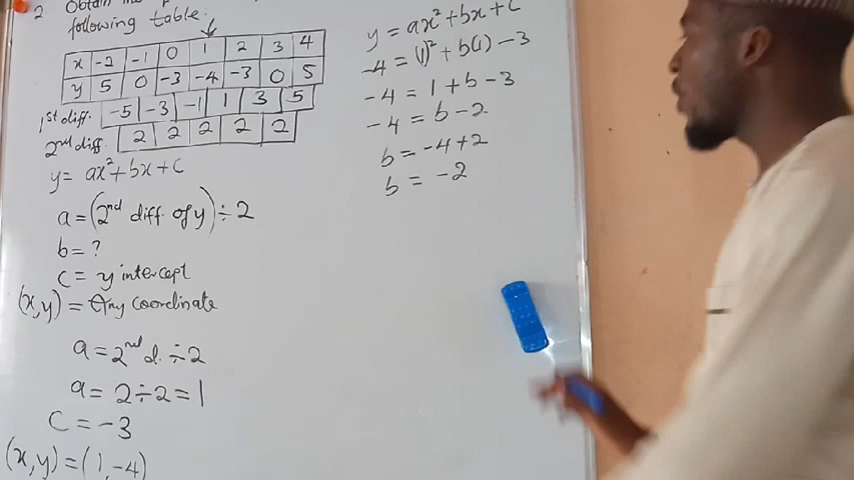 2 Obtain the
following table.
x -2 -1 0 1 2 3 4
y 5 0 -3 -4 -3 0 5
1st diff. -5 -3 -1 1 3 5
2nd diff. 2 2 2 2 2
y = ax² + bx + c
a = (2nd diff. of y) ÷ 2
b = ?
c = y intercept
(x,y) = Any coordinate
a = 2nd d. ÷ 2
a = 2 ÷ 2 = 1
c = -3
(x,y) = (1, -4)
y = ax² + bx + c
-4 = (1)² + b(1) - 3
-4 = 1 + b - 3
-4 = b - 2
b = -4 + 2
b = -2